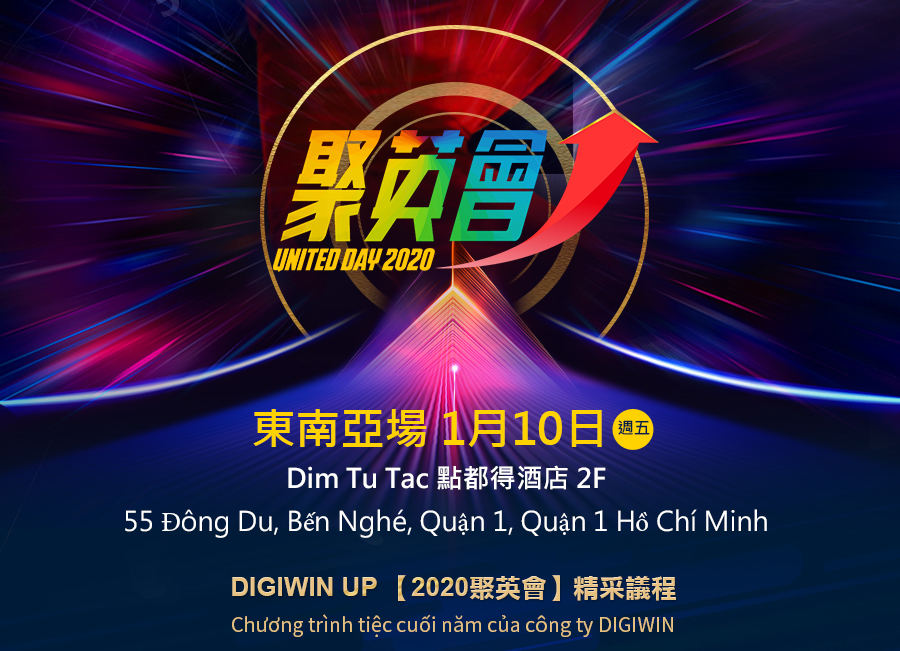 聚英會
UNITED DAY 2020
東南亞場 1月10日 週五
Dim Tu Tac 點都得酒店 2F
55 Đông Du, Bến Nghé, Quận 1, Quận 1 Hồ Chí Minh
DIGIWIN UP 【2020聚英會】精采議程
Chương trình tiệc cuối năm của công ty DIGIWIN